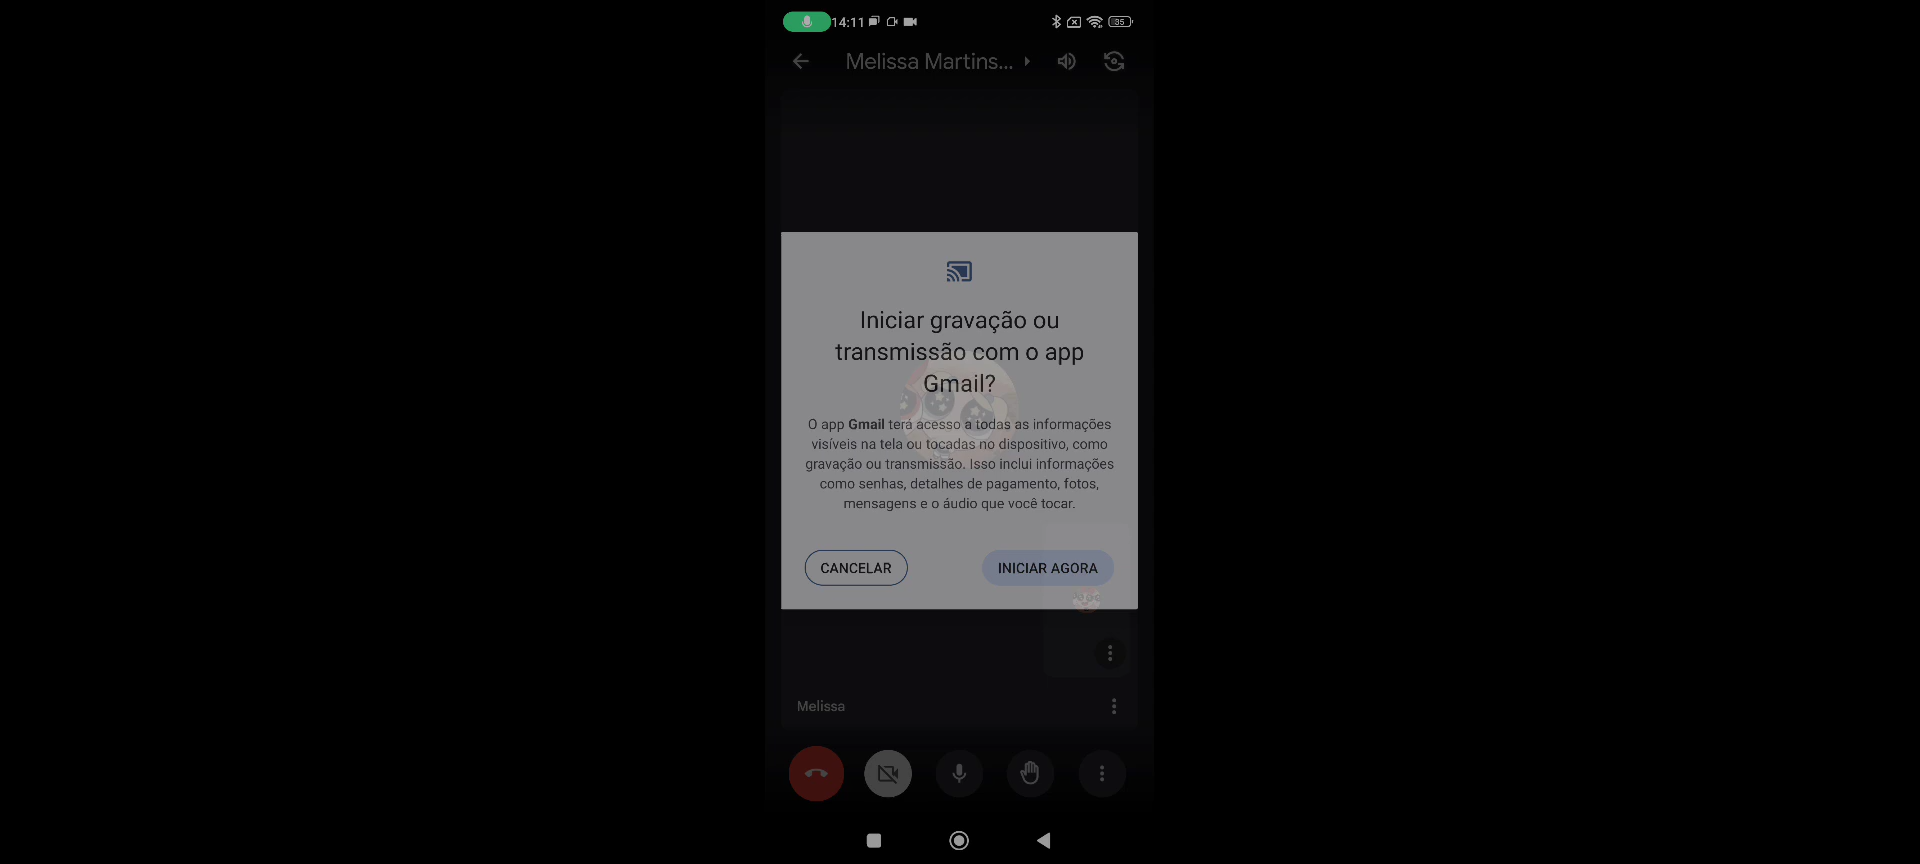 14:11
85
Melissa Martins...
Iniciar gravação ou
transmissão com o app
Gmail?
O app Gmail terá acesso a todas as informações
visíveis na tela ou tocadas no dispositivo, como
gravação ou transmissão. Isso inclui informações
como senhas, detalhes de pagamento, fotos,
mensagens e o áudio que você tocar.
CANCELAR
INICIAR AGORA
Melissa